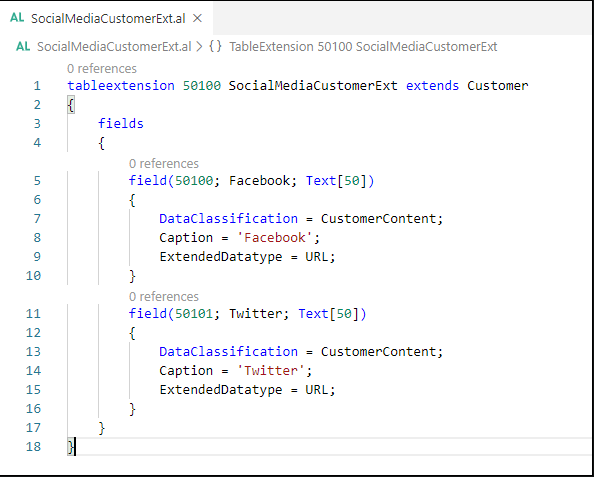 AL SocialMediaCustomerExt.al ×
AL SocialMediaCustomerExt.al > {} TableExtension 50100 SocialMediaCustomerExt
0 references
1 tableextension 50100 SocialMediaCustomerExt extends Customer
2 {
3 fields
4 {
0 references
5 field(50100; Facebook; Text[50])
6 {
7 DataClassification = CustomerContent;
8 Caption = 'Facebook';
9 ExtendedDatatype = URL;
10 }
0 references
11 field(50101; Twitter; Text[50])
12 {
13 DataClassification = CustomerContent;
14 Caption = 'Twitter';
15 ExtendedDatatype = URL;
16 }
17 }
18 }